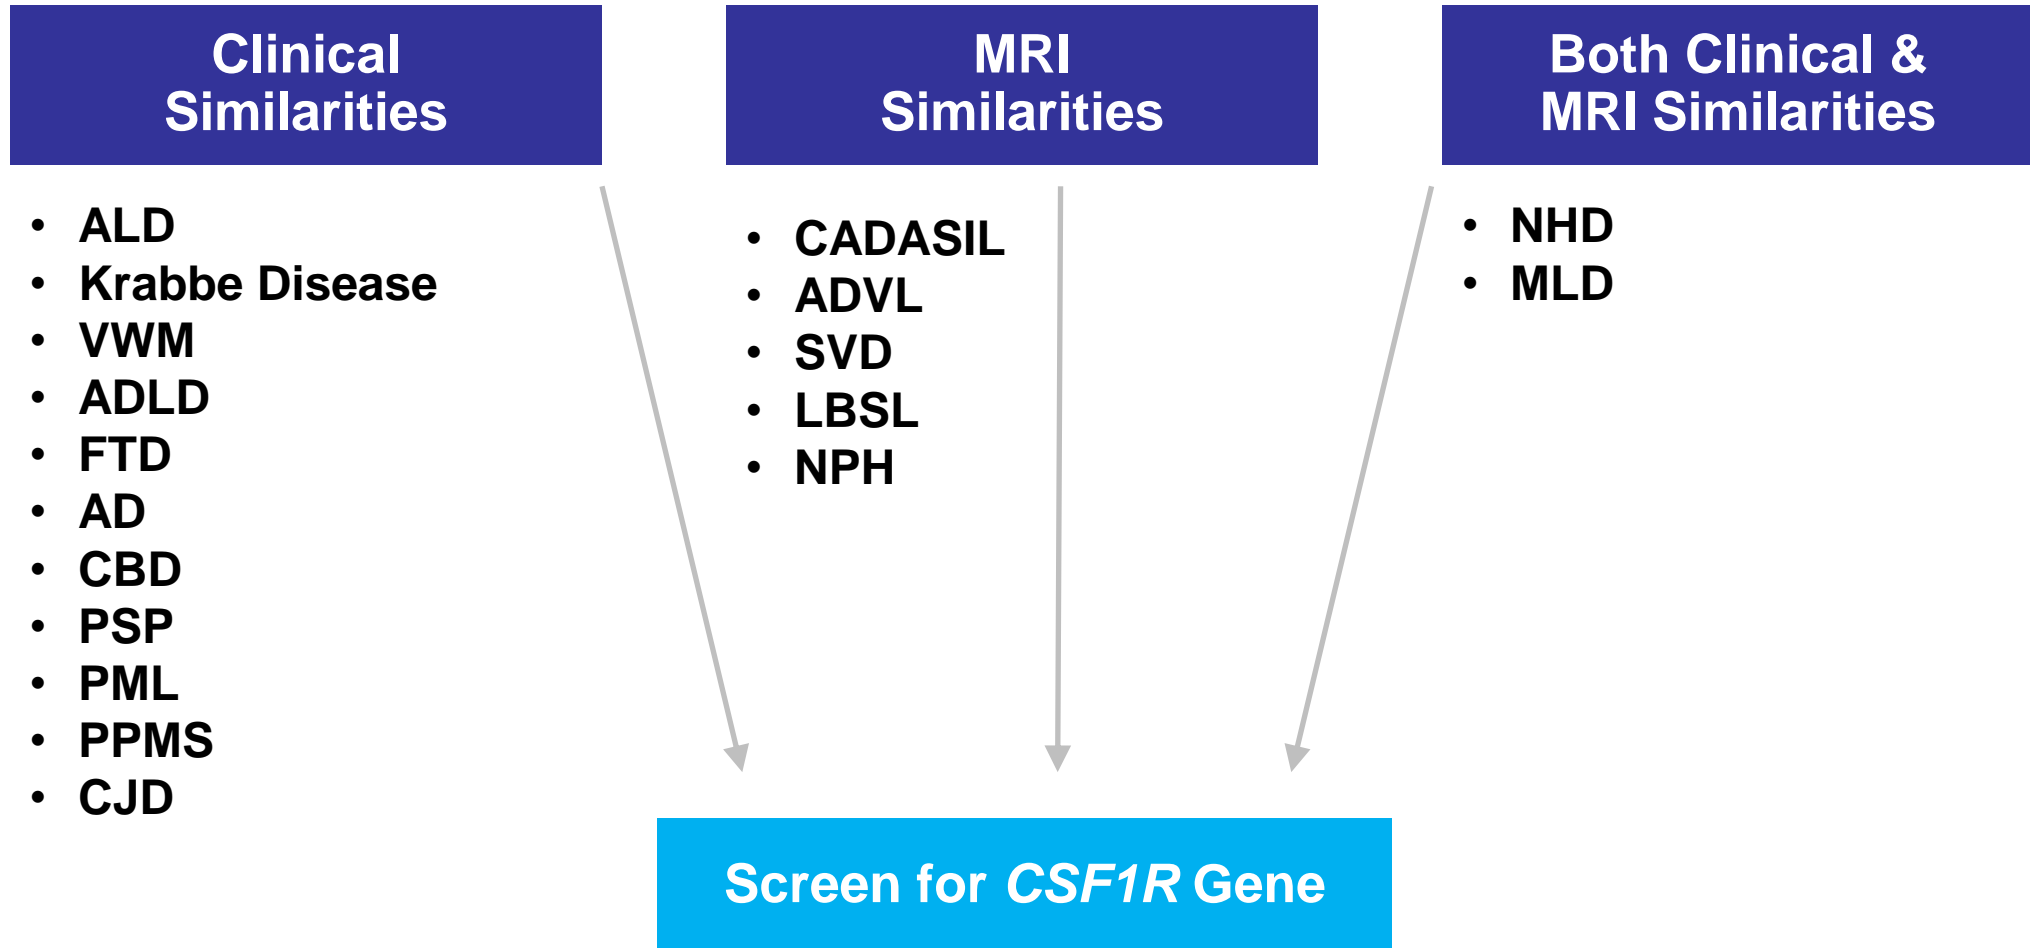 Clinical
Similarities
• ALD
• Krabbe Disease
• VWM
• ADLD
• FTD
• AD
• CBD
• PSP
• PML
• PPMS
• CJD
MRI
Similarities
• CADASIL
• ADVL
• SVD
• LBSL
• NPH
Both Clinical &
MRI Similarities
• NHD
• MLD
Screen for CSF1R Gene